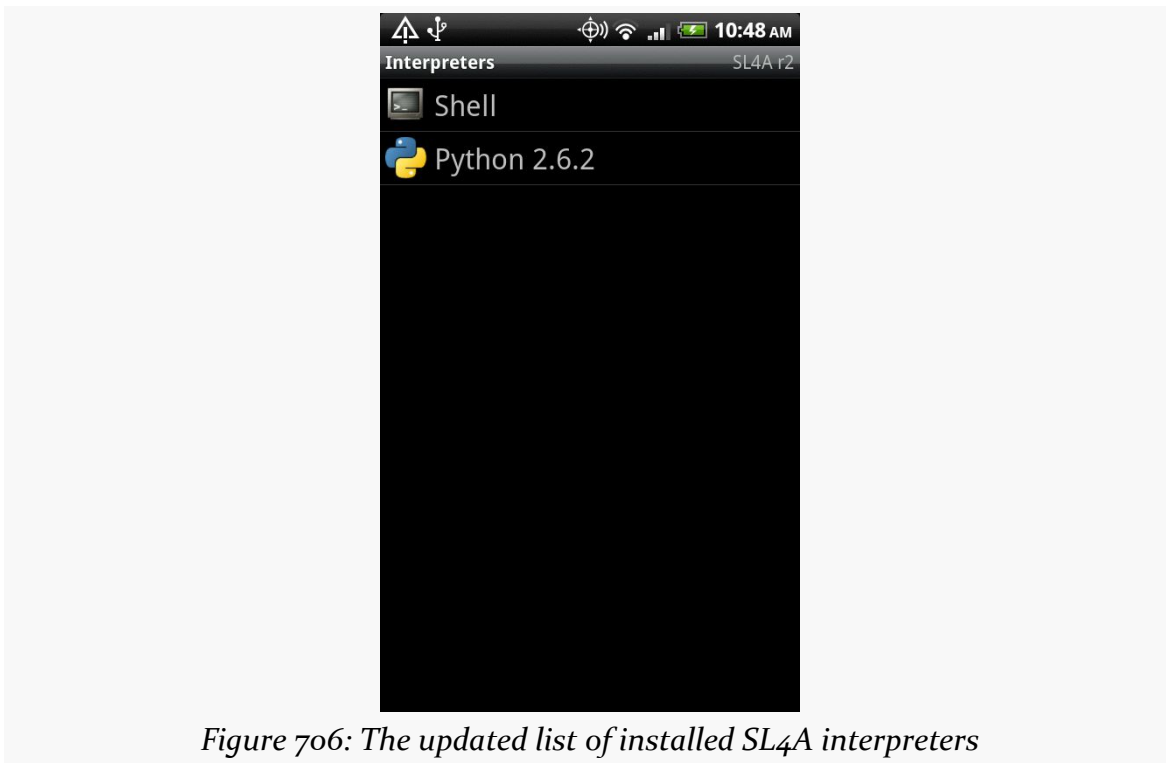 10:48 AM
Interpreters SL4A r2
>_
Shell
Python 2.6.2
Figure 706: The updated list of installed SL4A interpreters